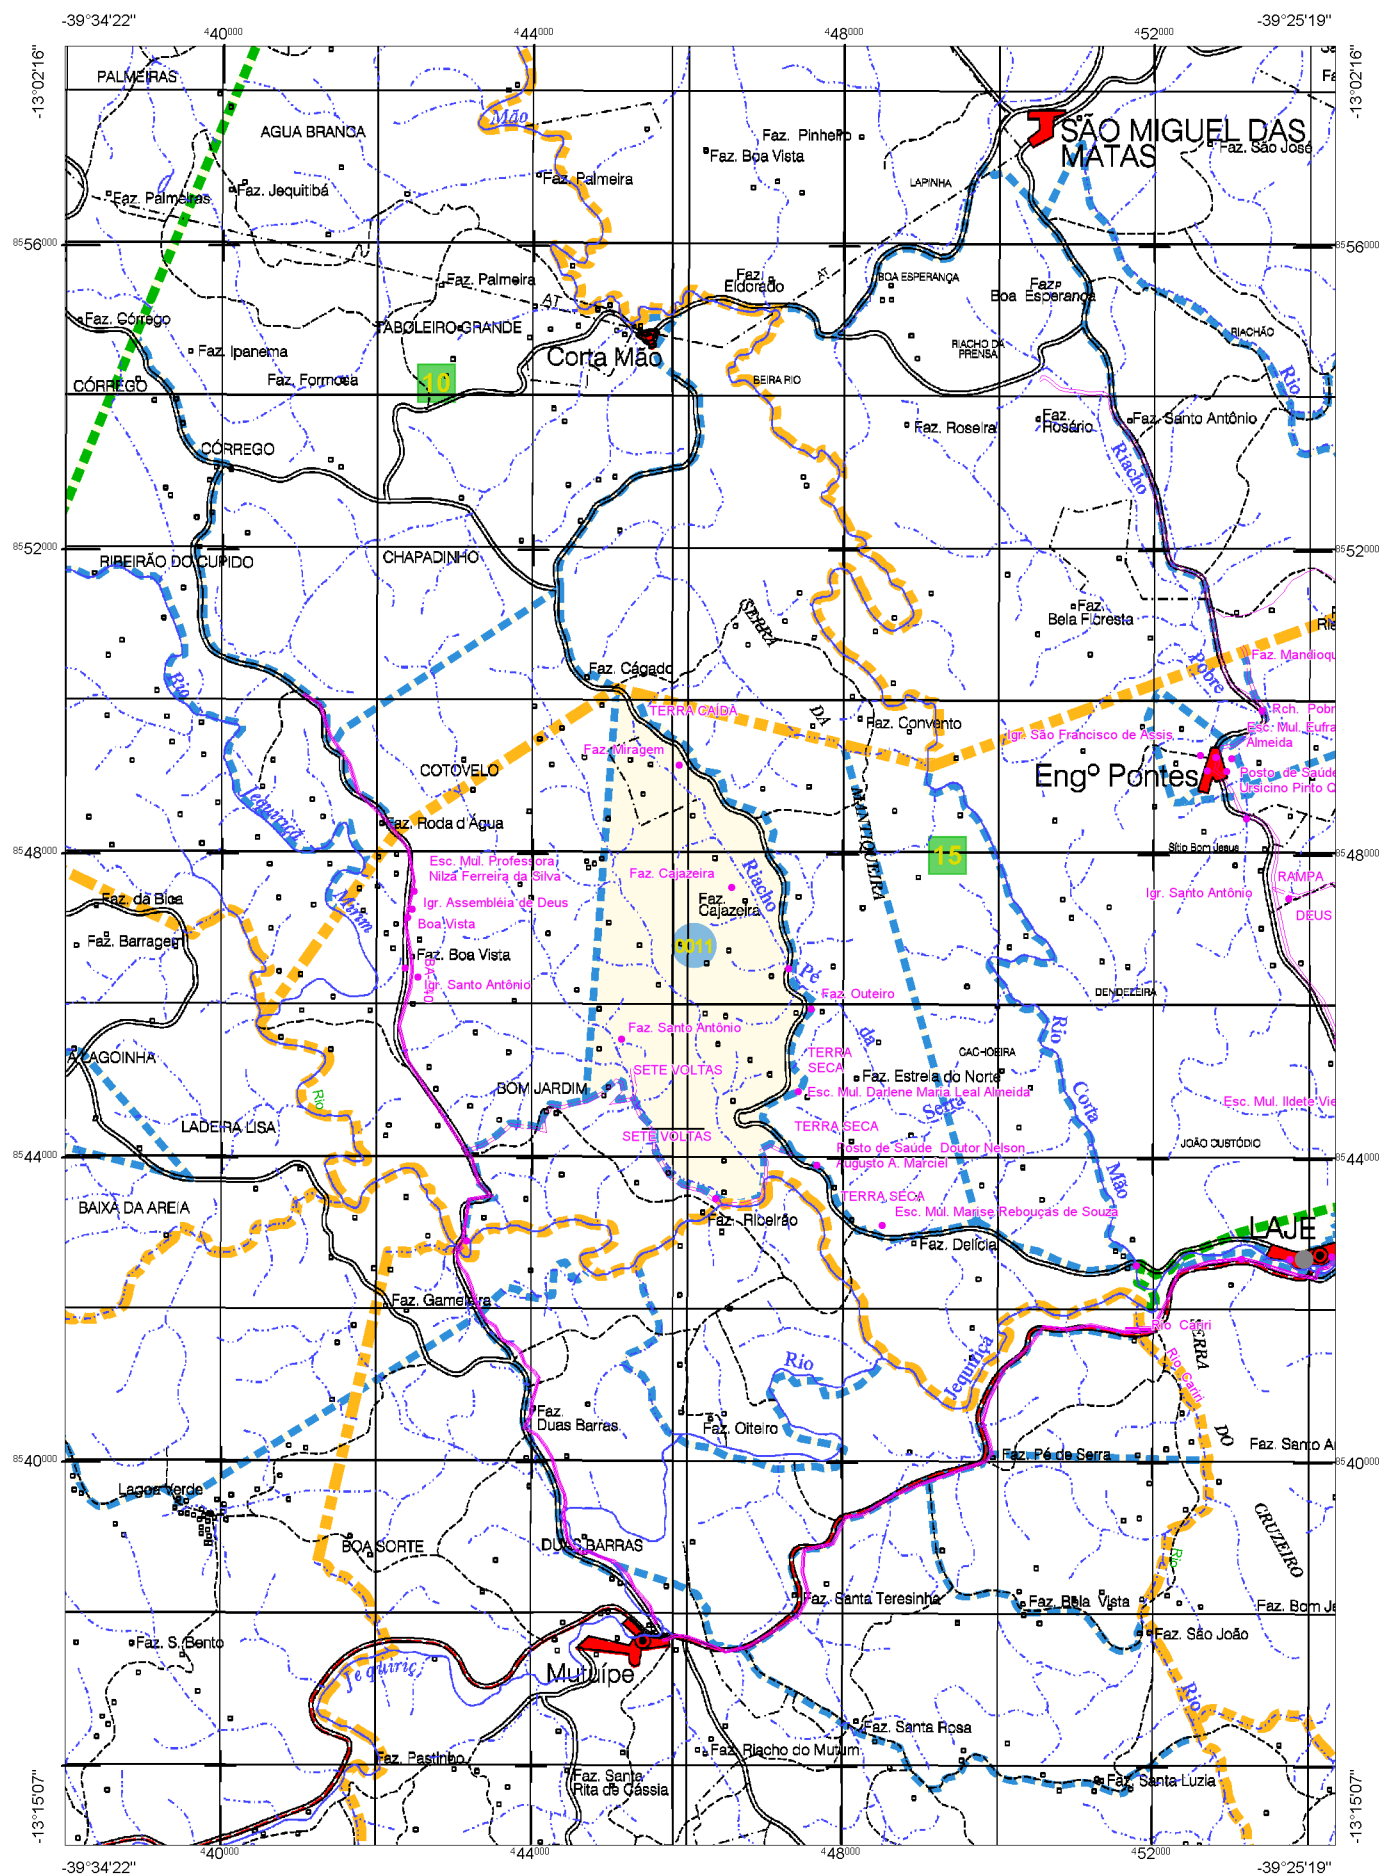 -39°34'22"
-39°25'19"
440000
444000
448000
452000
-13°02'16"
-13°02'16"
PALMEIRAS
AGUA BRANCA
Mão
Faz. Pinheiro
Faz. Boa Vista
SÃO MIGUEL DAS
MATAS
Faz. São José
Faz. Palmeiras
Faz. Jequitibá
Faz. Palmeira
LAPINHA
8556000
8556000
Faz. Palmeira
AT
Faz.
Eldorado
AT
BOA ESPERANÇA
Faz.
Boa Esperança
Faz. Córrego
TABOLEIRO GRANDE
RIACHÃO
Faz. Ipanema
Corta Mão
RIACHO DA
PRENSA
CÓRREGO
Faz. Formosa
10
BEIRA RIO
Rio
Faz. Roseira
Faz.
Rosário
Faz. Santo Antônio
CÓRREGO
Riacho
8552000
8552000
RIBEIRÃO DO CUPIDO
CHAPADINHO
SERRA
Faz.
Bela Floresta
Faz. Cágado
Rio
Pobre
Faz. Mandioqu
TERRA CAÍDA
DA
Faz. Convento
Rch. Pobr
Faz. Miragem
Igr. São Francisco de Assis
Esc. Mul. Eufra
Almeida
COTOVELO
Engº Pontes
Posto de Saúde
Ursicino Pinto
Jequiriçá
MANTIQUEIRA
Faz. Roda d'Água
8548000
8548000
Sítio Bom Jesus
15
Esc. Mul. Professora
Nilza Ferreira da Silva
Faz. Cajazeira
Riacho
RAMPA
Faz. da Bica
Mirim
Igr. Assembléia de Deus
Faz.
Cajazeira
Igr. Santo Antônio
DEUS
Boa Vista
Faz. Barragem
9011
Faz. Boa Vista
Pé
Igr. Santo Antônio
Faz. Outeiro
DENDEZEIRA
Faz. Santo Antônio
da
Rio
LAGOINHA
TERRA
SECA
CACHOEIRA
SETE VOLTAS
Faz. Estrela do Norte
BOM JARDIM
Esc. Mul. Darlene Maria Leal Almeida
Rio
Serra
Corta
Esc. Mul. Ildete Vie
LADEIRA LISA
SETE VOLTAS
TERRA SECA
JOÃO CUSTÓDIO
Posto de Saúde Doutor Nelson
Augusto A. Marciel
8544000
8544000
Mão
BAIXA DA AREIA
TERRA SECA
Esc. Mul. Marise Rebouças de Souza
Faz. Ribeirão
LAJE
Faz. Delícia
Faz. Gameleira
Rio Cariri
Rio
Jequiriçá
Rio Cariri
Faz.
Duas Barras
Faz. Oiteiro
DO
Faz. Pé de Serra
8540000
8540000
Lagoa Verde
CRUZEIRO
BOA SORTE
DUAS BARRAS
Rio
Faz. Santa Teresinha
Faz. Bela Vista
Faz. S. Bento
Faz. São João
Mutuípe
Rio
Faz. Santa Rosa
Faz. Pastinho
Faz. Riacho do Mutum
Faz. Santa
Rita de Cássia
Faz. Santa Luzia
-13°15'07"
-13°15'07"
440000
444000
448000
452000
-39°34'22"
-39°25'19"